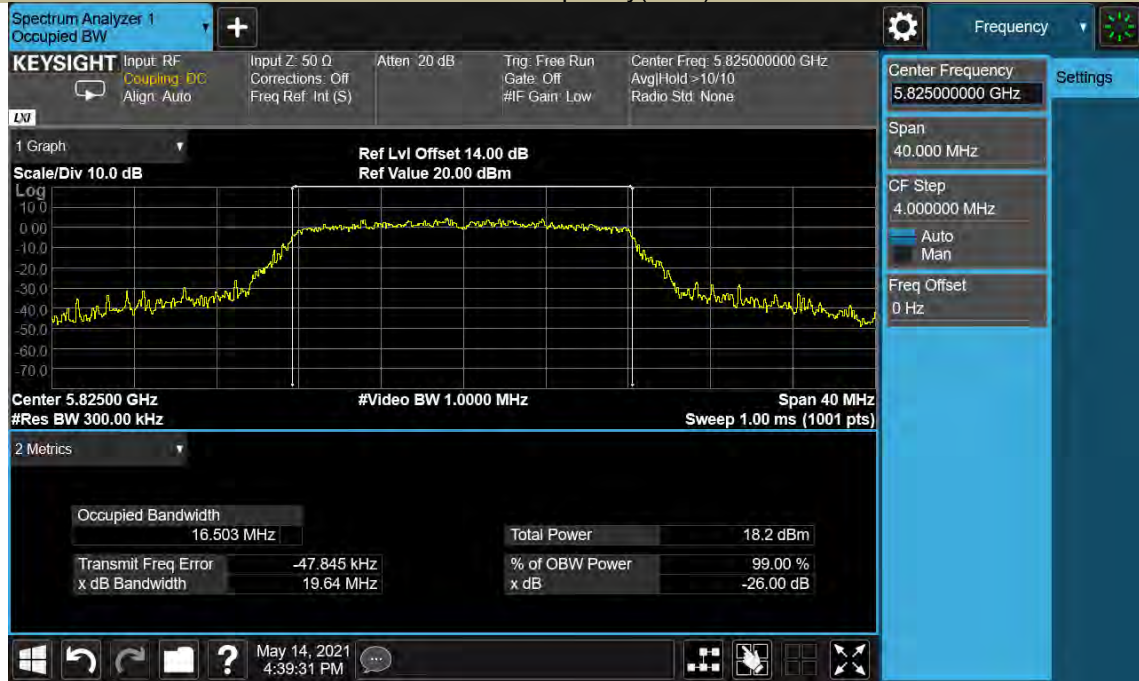 Spectrum Analyzer 1
Occupied BW
Frequency
KEYSIGHT
Input: RF
Coupling: DC
Align: Auto
Input Z: 50 Ω
Corrections: Off
Freq Ref: Int (S)
Atten: 20 dB
Trig: Free Run
Gate: Off
#IF Gain: Low
Center Freq: 5.825000000 GHz
Avg|Hold >10/10
Radio Std: None
LXI
Center Frequency
5.825000000 GHz
Settings
Span
40.000 MHz
CF Step
4.000000 MHz
Auto
Man
Freq Offset
0 Hz
1 Graph
Scale/Div 10.0 dB
Ref Lvl Offset 14.00 dB
Ref Value 20.00 dBm
Log
10.0
0.00
-10.0
-20.0
-30.0
-40.0
-50.0
-60.0
-70.0
Center 5.82500 GHz
#Res BW 300.00 kHz
#Video BW 1.0000 MHz
Span 40 MHz
Sweep 1.00 ms (1001 pts)
2 Metrics
Occupied Bandwidth
16.503 MHz
Total Power 18.2 dBm
Transmit Freq Error -47.845 kHz
% of OBW Power 99.00 %
x dB Bandwidth 19.64 MHz
x dB -26.00 dB
?
May 14, 2021
4:39:31 PM